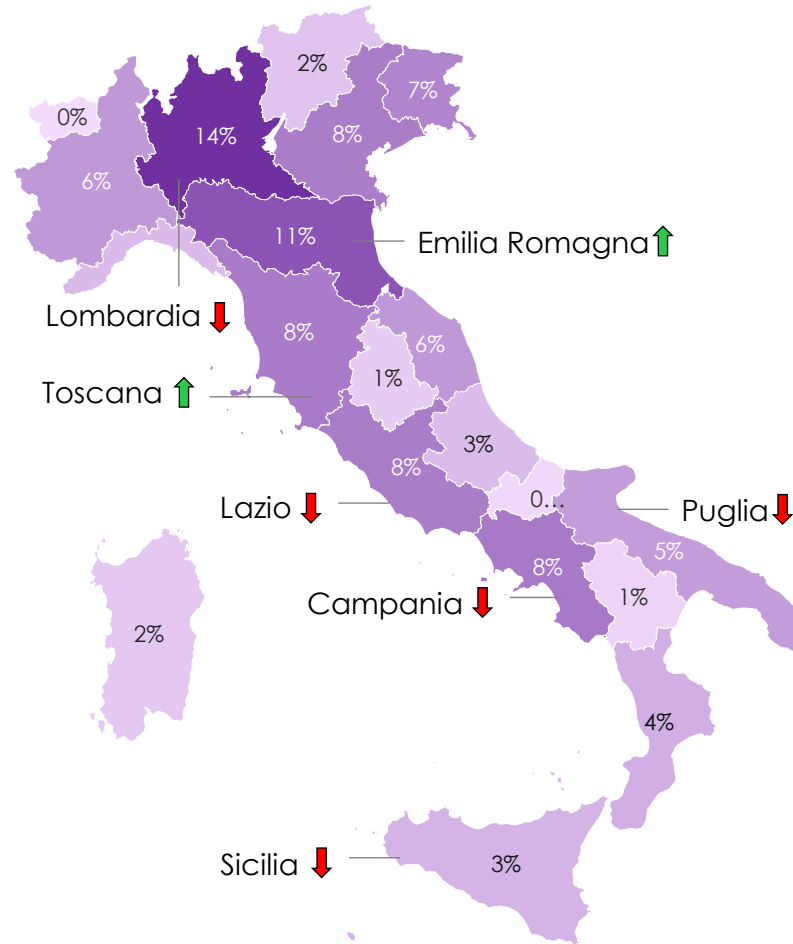 2%
7%
0%
14%
8%
6%
11%
Emilia Romagna
Lombardia
8%
6%
Toscana
1%
3%
8%
0...
Lazio
Puglia
5%
8%
Campania
1%
2%
4%
Sicilia
3%